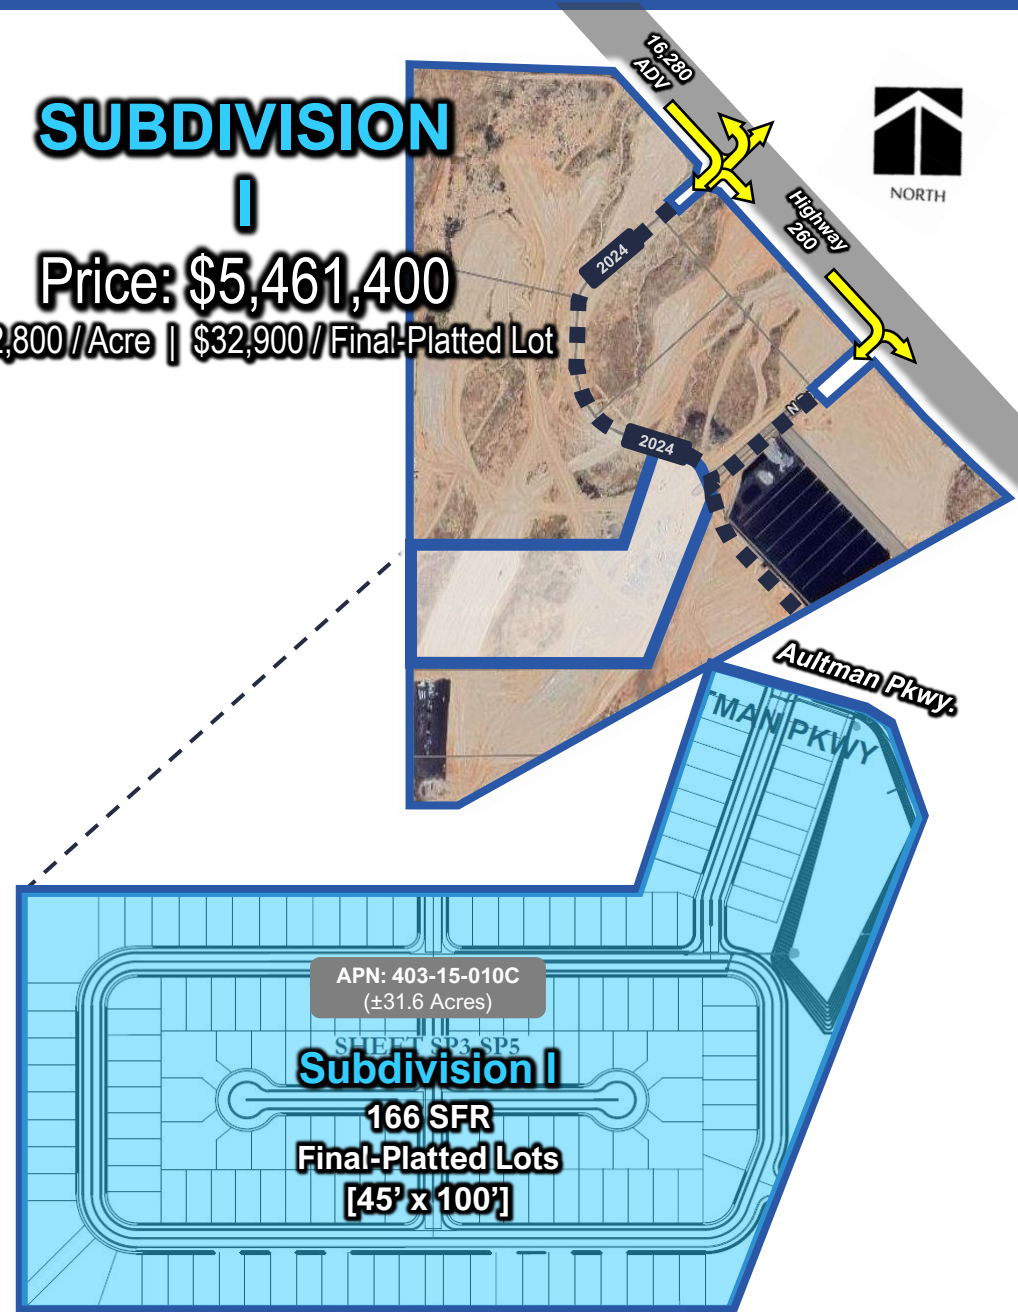 SUBDIVISION
I
Price: $5,461,400
2,800 / Acre | $32,900 / Final-Platted Lot
16,280
ADV
NORTH
Highway
260
2024
2024
N
Aultman Pkwy.
TMAN PKWY
APN: 403-15-010C
(±31.6 Acres)
SHEET SP3 SP5
Subdivision I
166 SFR
Final-Platted Lots
[45’ x 100’]